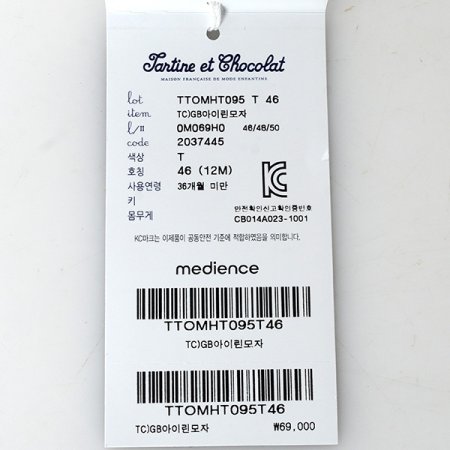 Tartine et Chocolat
MAISON FRANÇAISE DE MODE ENFANTINE
lot TTOMHT095 T 46
item TC)GB아이린모자
l/# 0M069H0 46/48/50
code 2037445
색상 T
호칭 46 (12M)
사용연령 36개월 미만
키
몸무게
안전확인신고확인증번호
CB014A023-1001
KC마크는 이제품이 공동안전 기준에 적합하였음을 의미합니다.
medience
TTOMHT095T46
TC)GB아이린모자
TTOMHT095T46
TC)GB아이린모자 ₩69,000